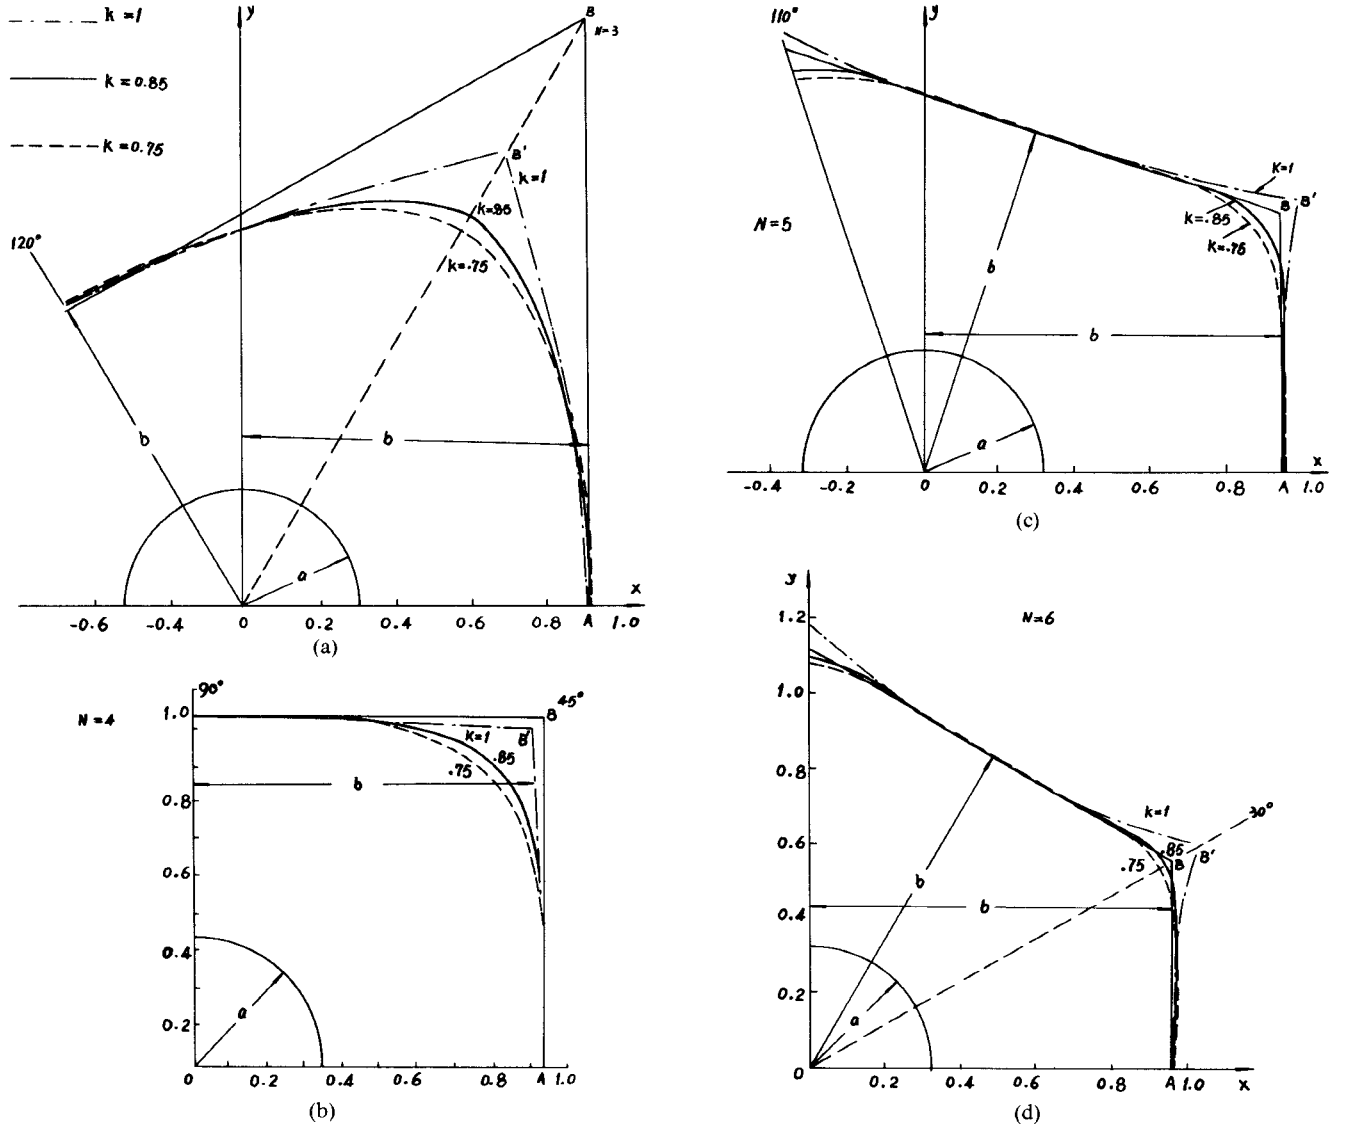 k = 1
k = 0.85
k = 0.75
y
B
N=3
B'
k=1
k=.85
k=.75
120°
b
b
a
x
-0.6 -0.4 0 0.2 0.4 0.6 0.8 A 1.0
(a)
110°
y
k=1
B B'
k=.85
k=.75
N=5
b
b
a
x
-0.4 -0.2 0 0.2 0.4 0.6 0.8 A 1.0
(c)
90°
N=4
1.0
B 45°
k=1
B'
.85
.75
b
0.8
0.6
0.4
a
0.2
0 0.2 0.4 0.6 0.8 A 1.0
(b)
y
N=6
1.2
1.0
0.8
b
k=1
30°
0.6
.85
B B'
.75
b
0.4
0.2
a
0
0.2 0.4 0.6 0.8 A 1.0 x
(d)